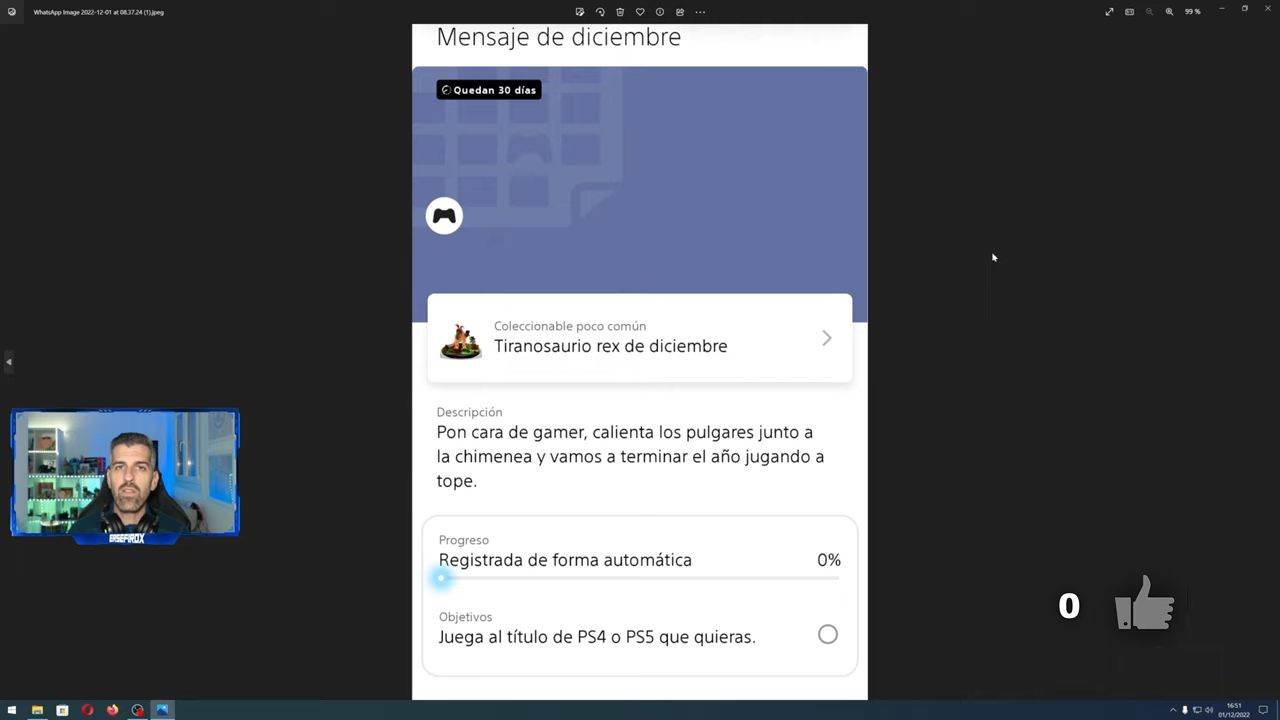 WhatsApp Image 2022-12-01 at 08.37.24 (1).jpeg
99 %
Mensaje de diciembre
Quedan 30 días
Coleccionable poco común
Tiranosaurio rex de diciembre
Descripción
Pon cara de gamer, calienta los pulgares junto a
la chimenea y vamos a terminar el año jugando a
tope.
Progreso
Registrada de forma automática
0%
Objetivos
Juega al título de PS4 o PS5 que quieras.
0
16:51
01/12/2022